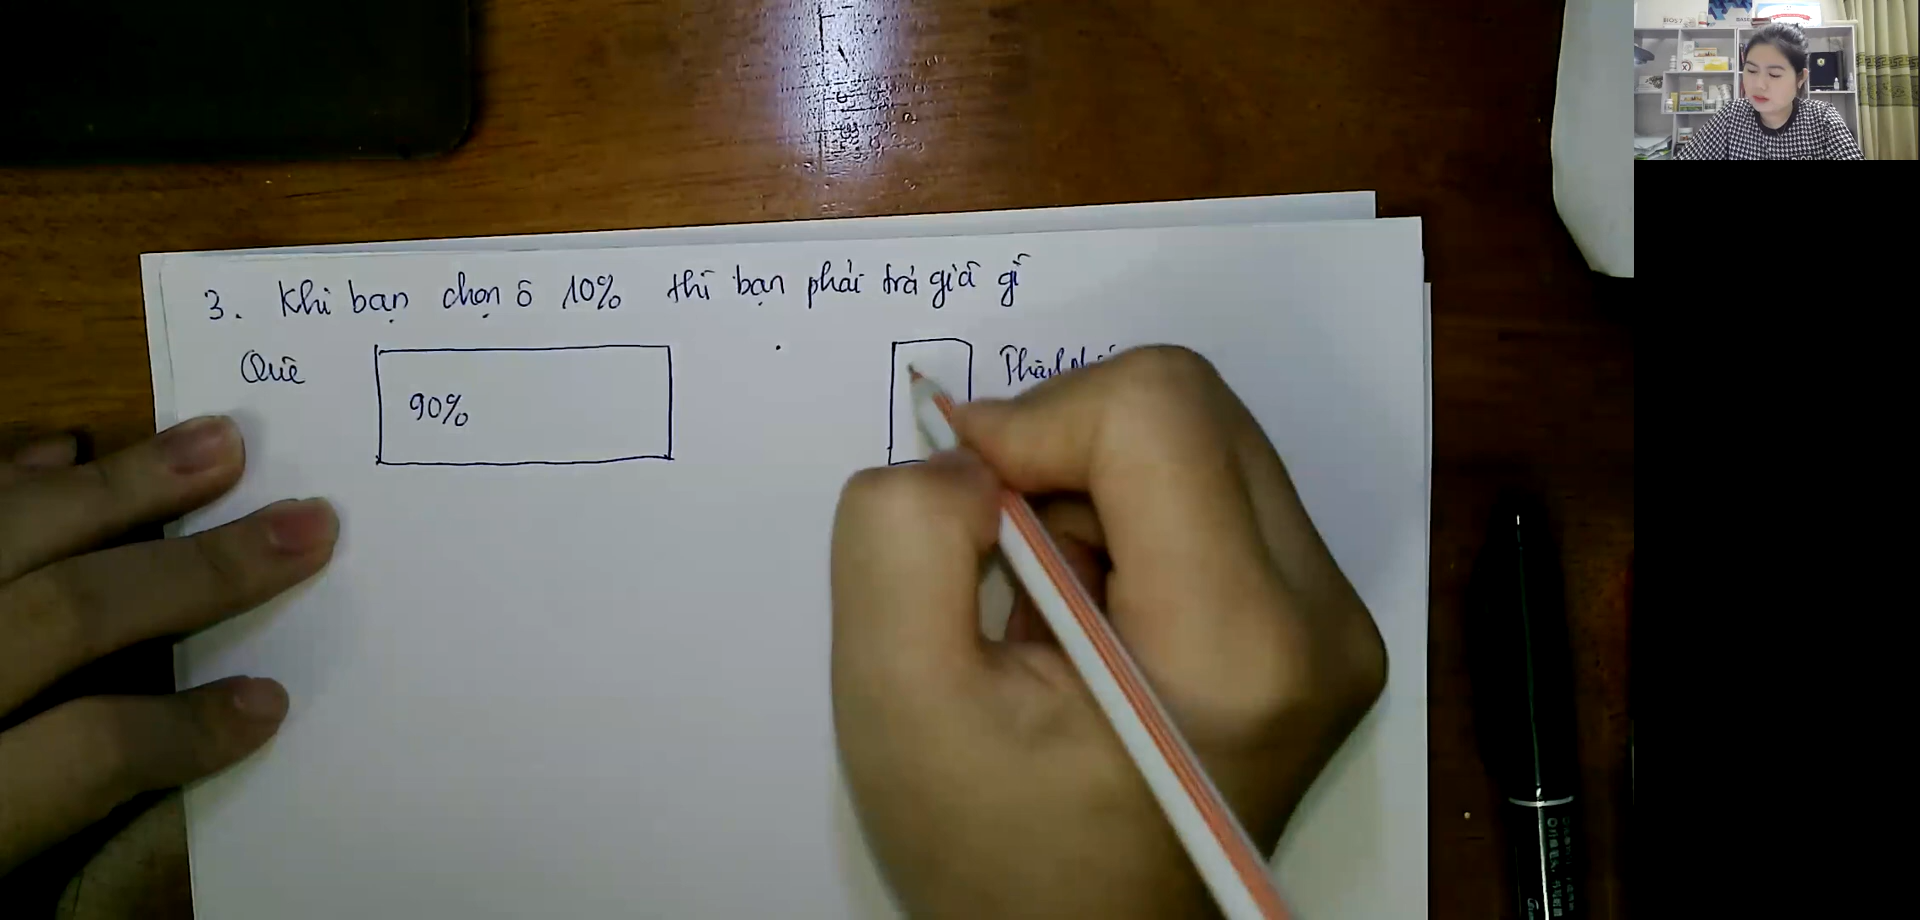 3. Khi bạn chọn ô 10% thì bạn phải trả giá gì
Quê
90%